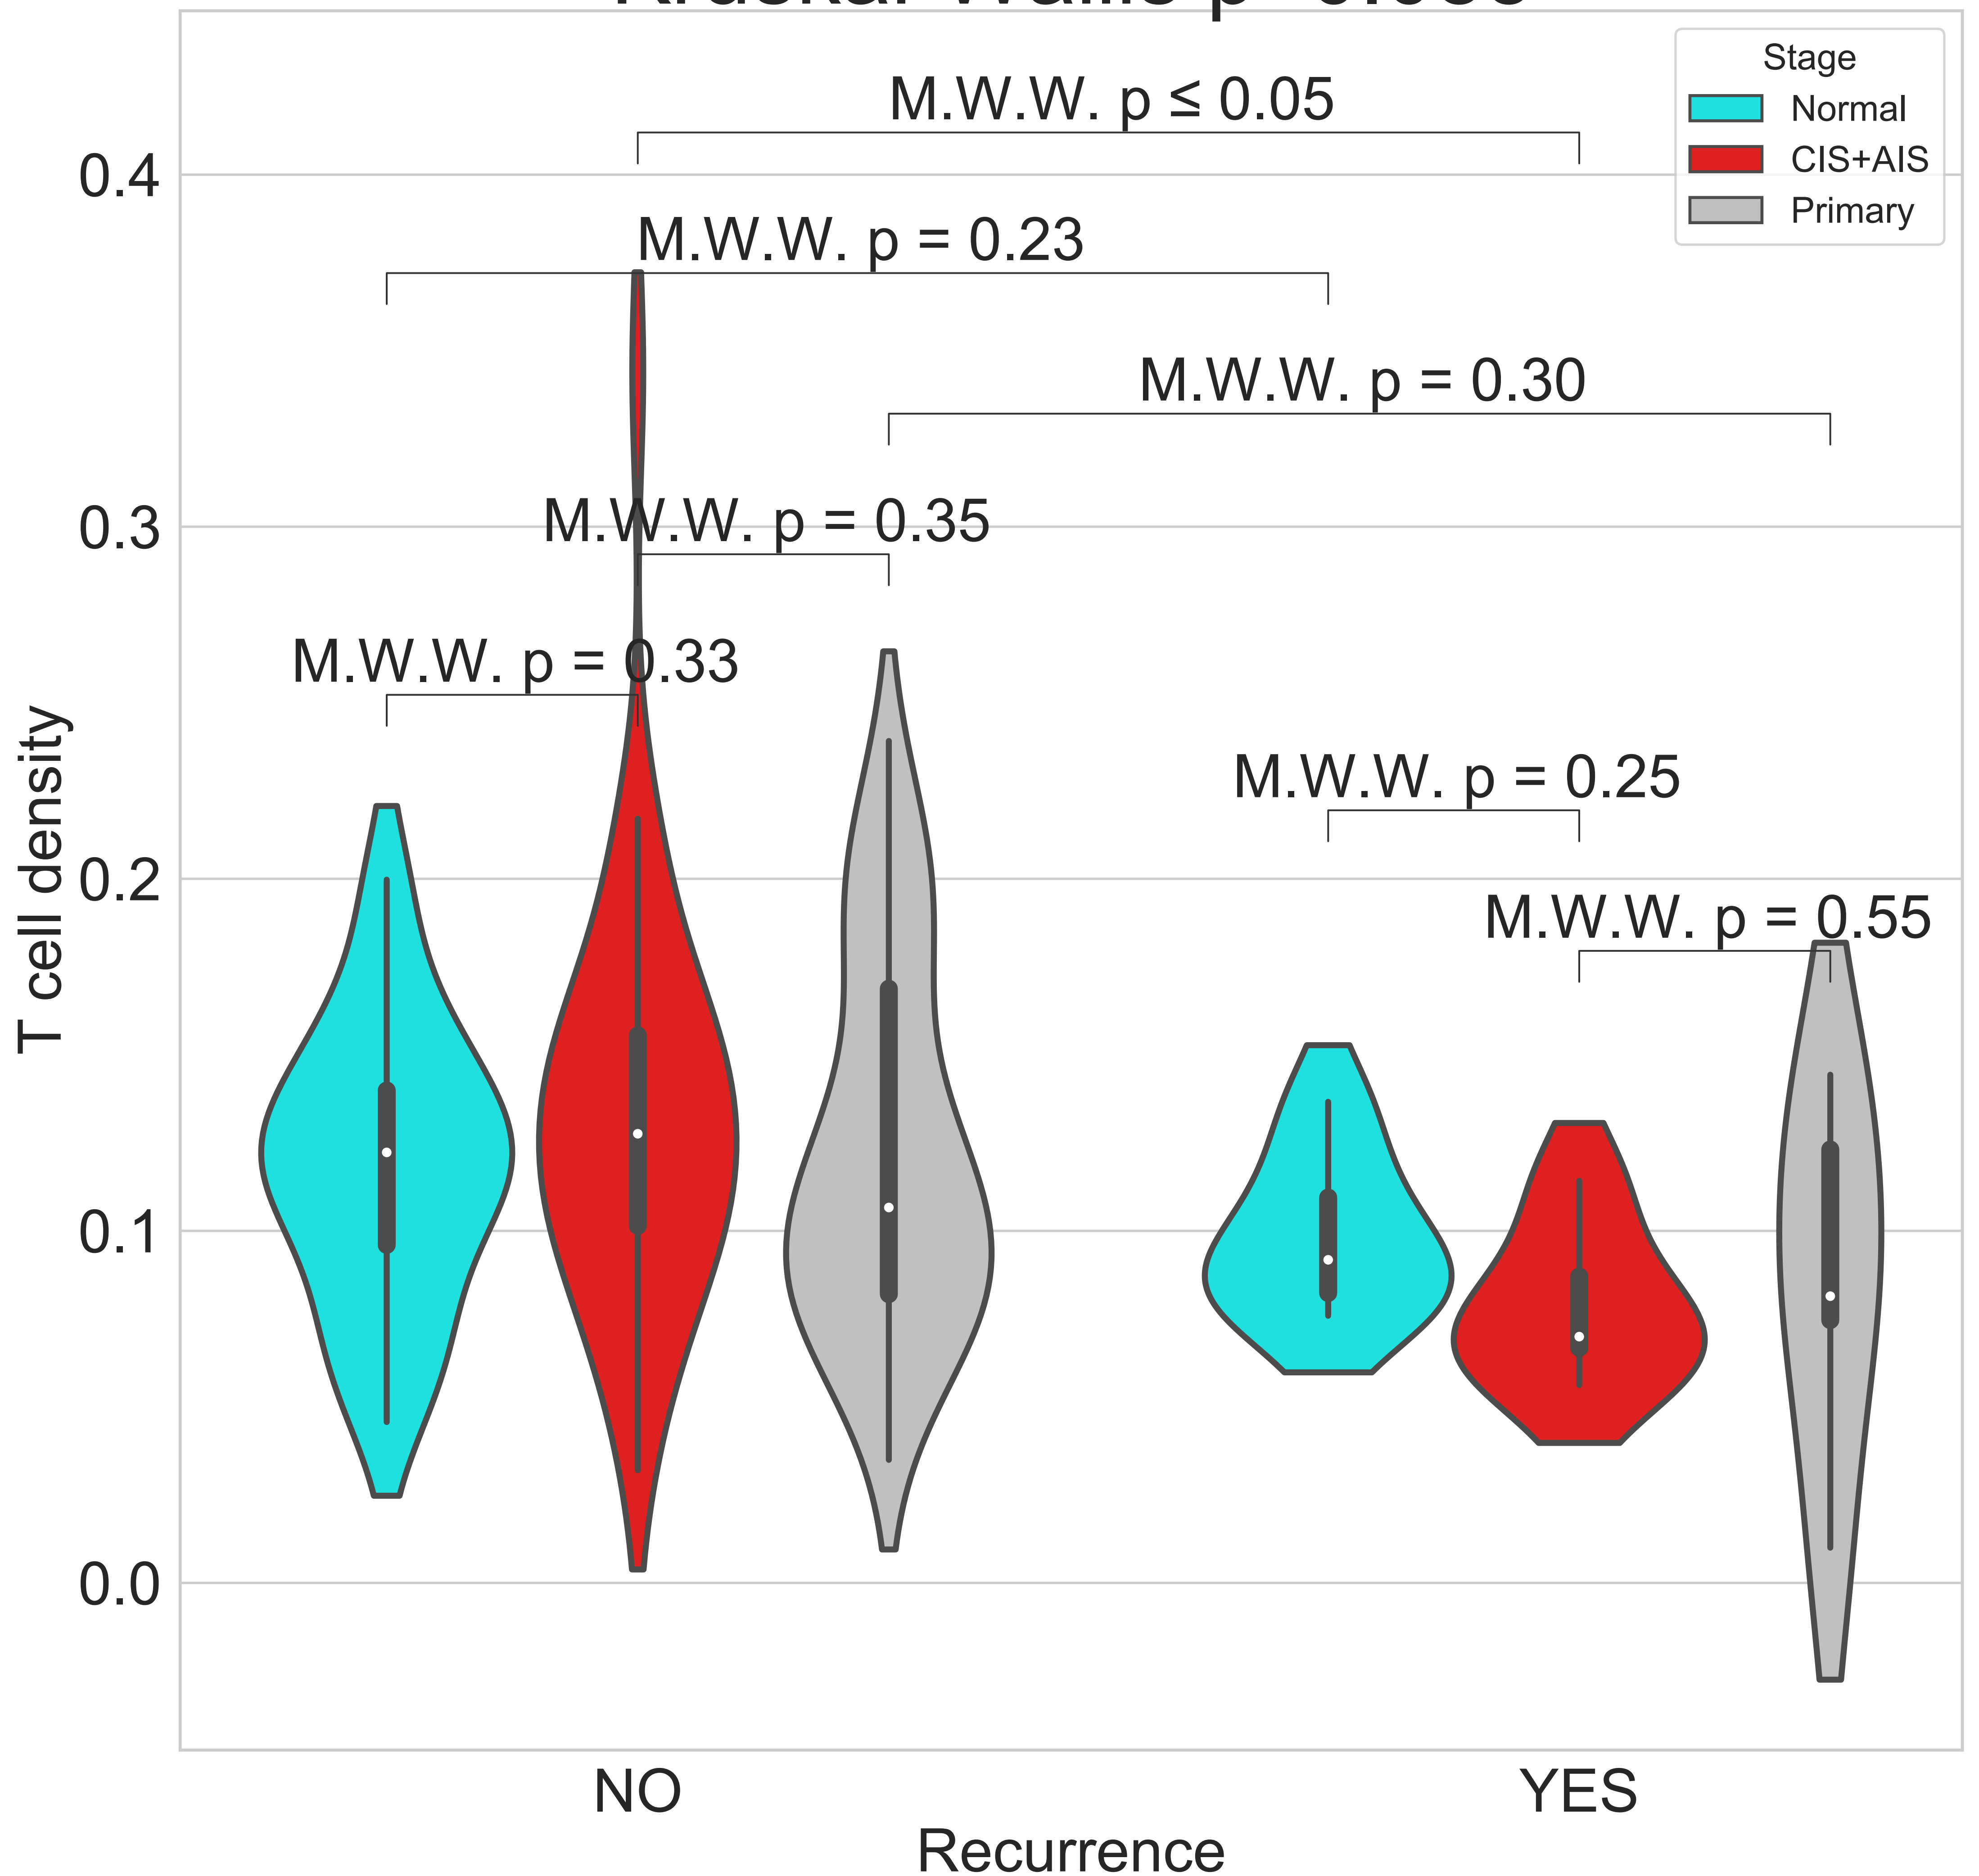 Stage
Normal
CIS+AIS
Primary
M.W.W. p ≤ 0.05
M.W.W. p = 0.23
M.W.W. p = 0.30
M.W.W. p = 0.35
M.W.W. p = 0.33
M.W.W. p = 0.25
M.W.W. p = 0.55
0.4
0.3
0.2
0.1
0.0
T cell density
NO
YES
Recurrence